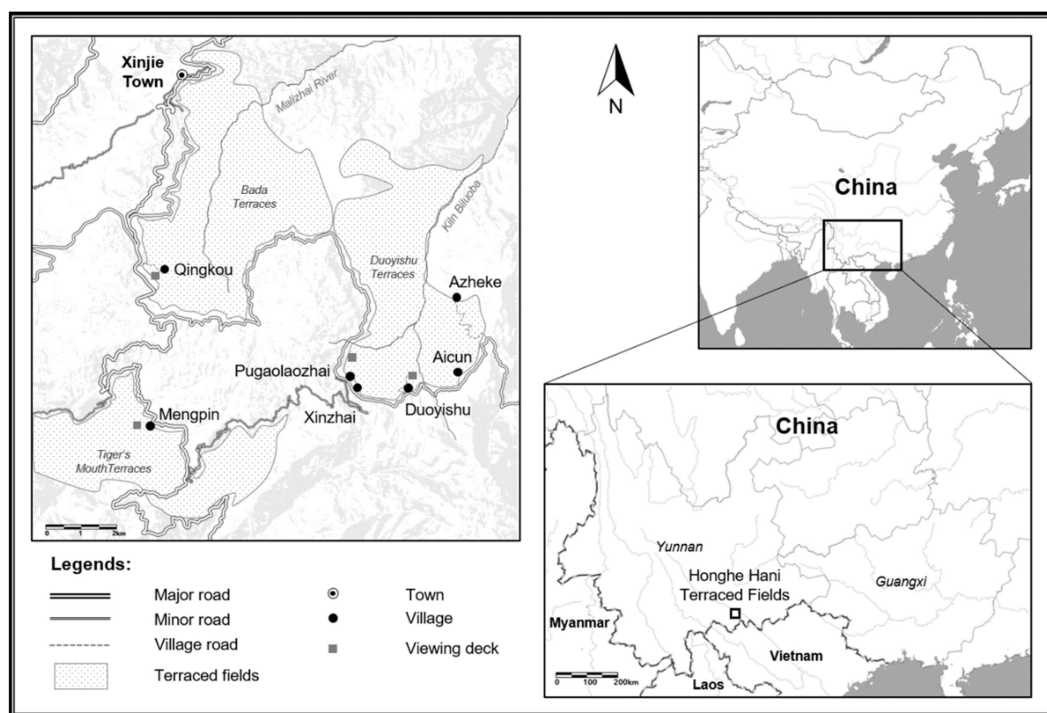 Xinjie
Town
Malizhai River
Bada
Terraces
Kiln Biluoba
Duoyishu
Terraces
Qingkou
Azheke
Pugaolaozhai
Aicun
Mengpin
Xinzhai
Duoyishu
Tiger's
MouthTerraces
0 1 2km
Legends:
Major road
Minor road
Village road
Terraced fields
Town
Village
Viewing deck
N
China
China
Yunnan
Guangxi
Honghe Hani
Terraced Fields
Myanmar
Vietnam
Laos
0 100 200km